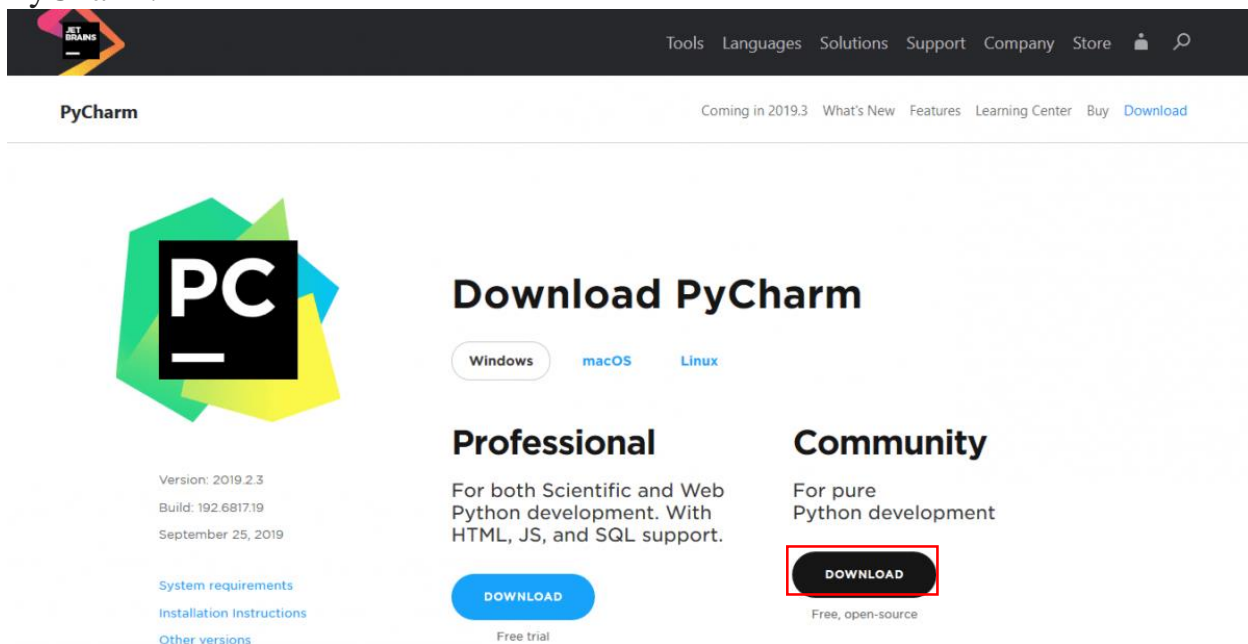 PyCharm.
JET
BRAINS
Tools Languages Solutions Support Company Store
PyCharm
Coming in 2019.3 What's New Features Learning Center Buy Download
PC
Download PyCharm
Windows macOS Linux
Professional
For both Scientific and Web
Python development. With
HTML, JS, and SQL support.
DOWNLOAD
Free trial
Community
For pure
Python development
DOWNLOAD
Free, open-source
Version: 2019.2.3
Build: 192.6817.19
September 25, 2019
System requirements
Installation Instructions
Other versions